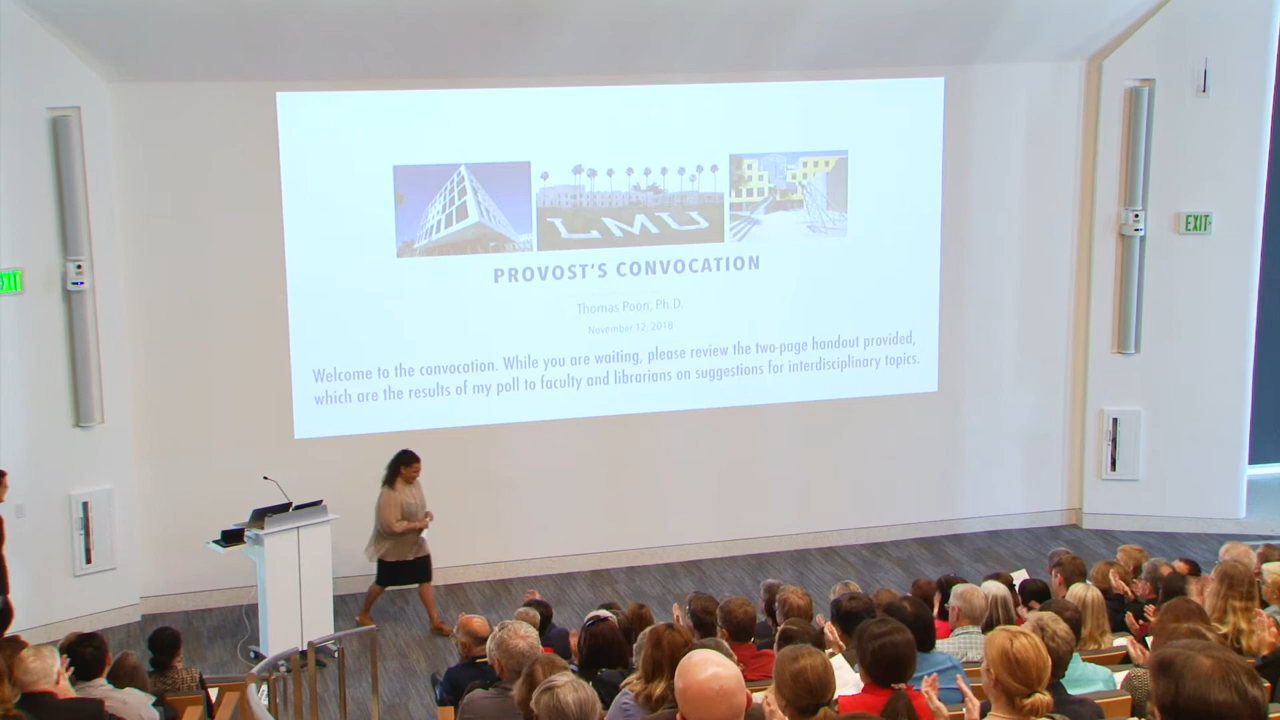 LMU
PROVOST'S CONVOCATION
Thomas Poon, Ph.D.
November 12, 2018
Welcome to the convocation. While you are waiting, please review the two-page handout provided,
which are the results of my poll to faculty and librarians on suggestions for interdisciplinary topics.
EXIT
EXIT